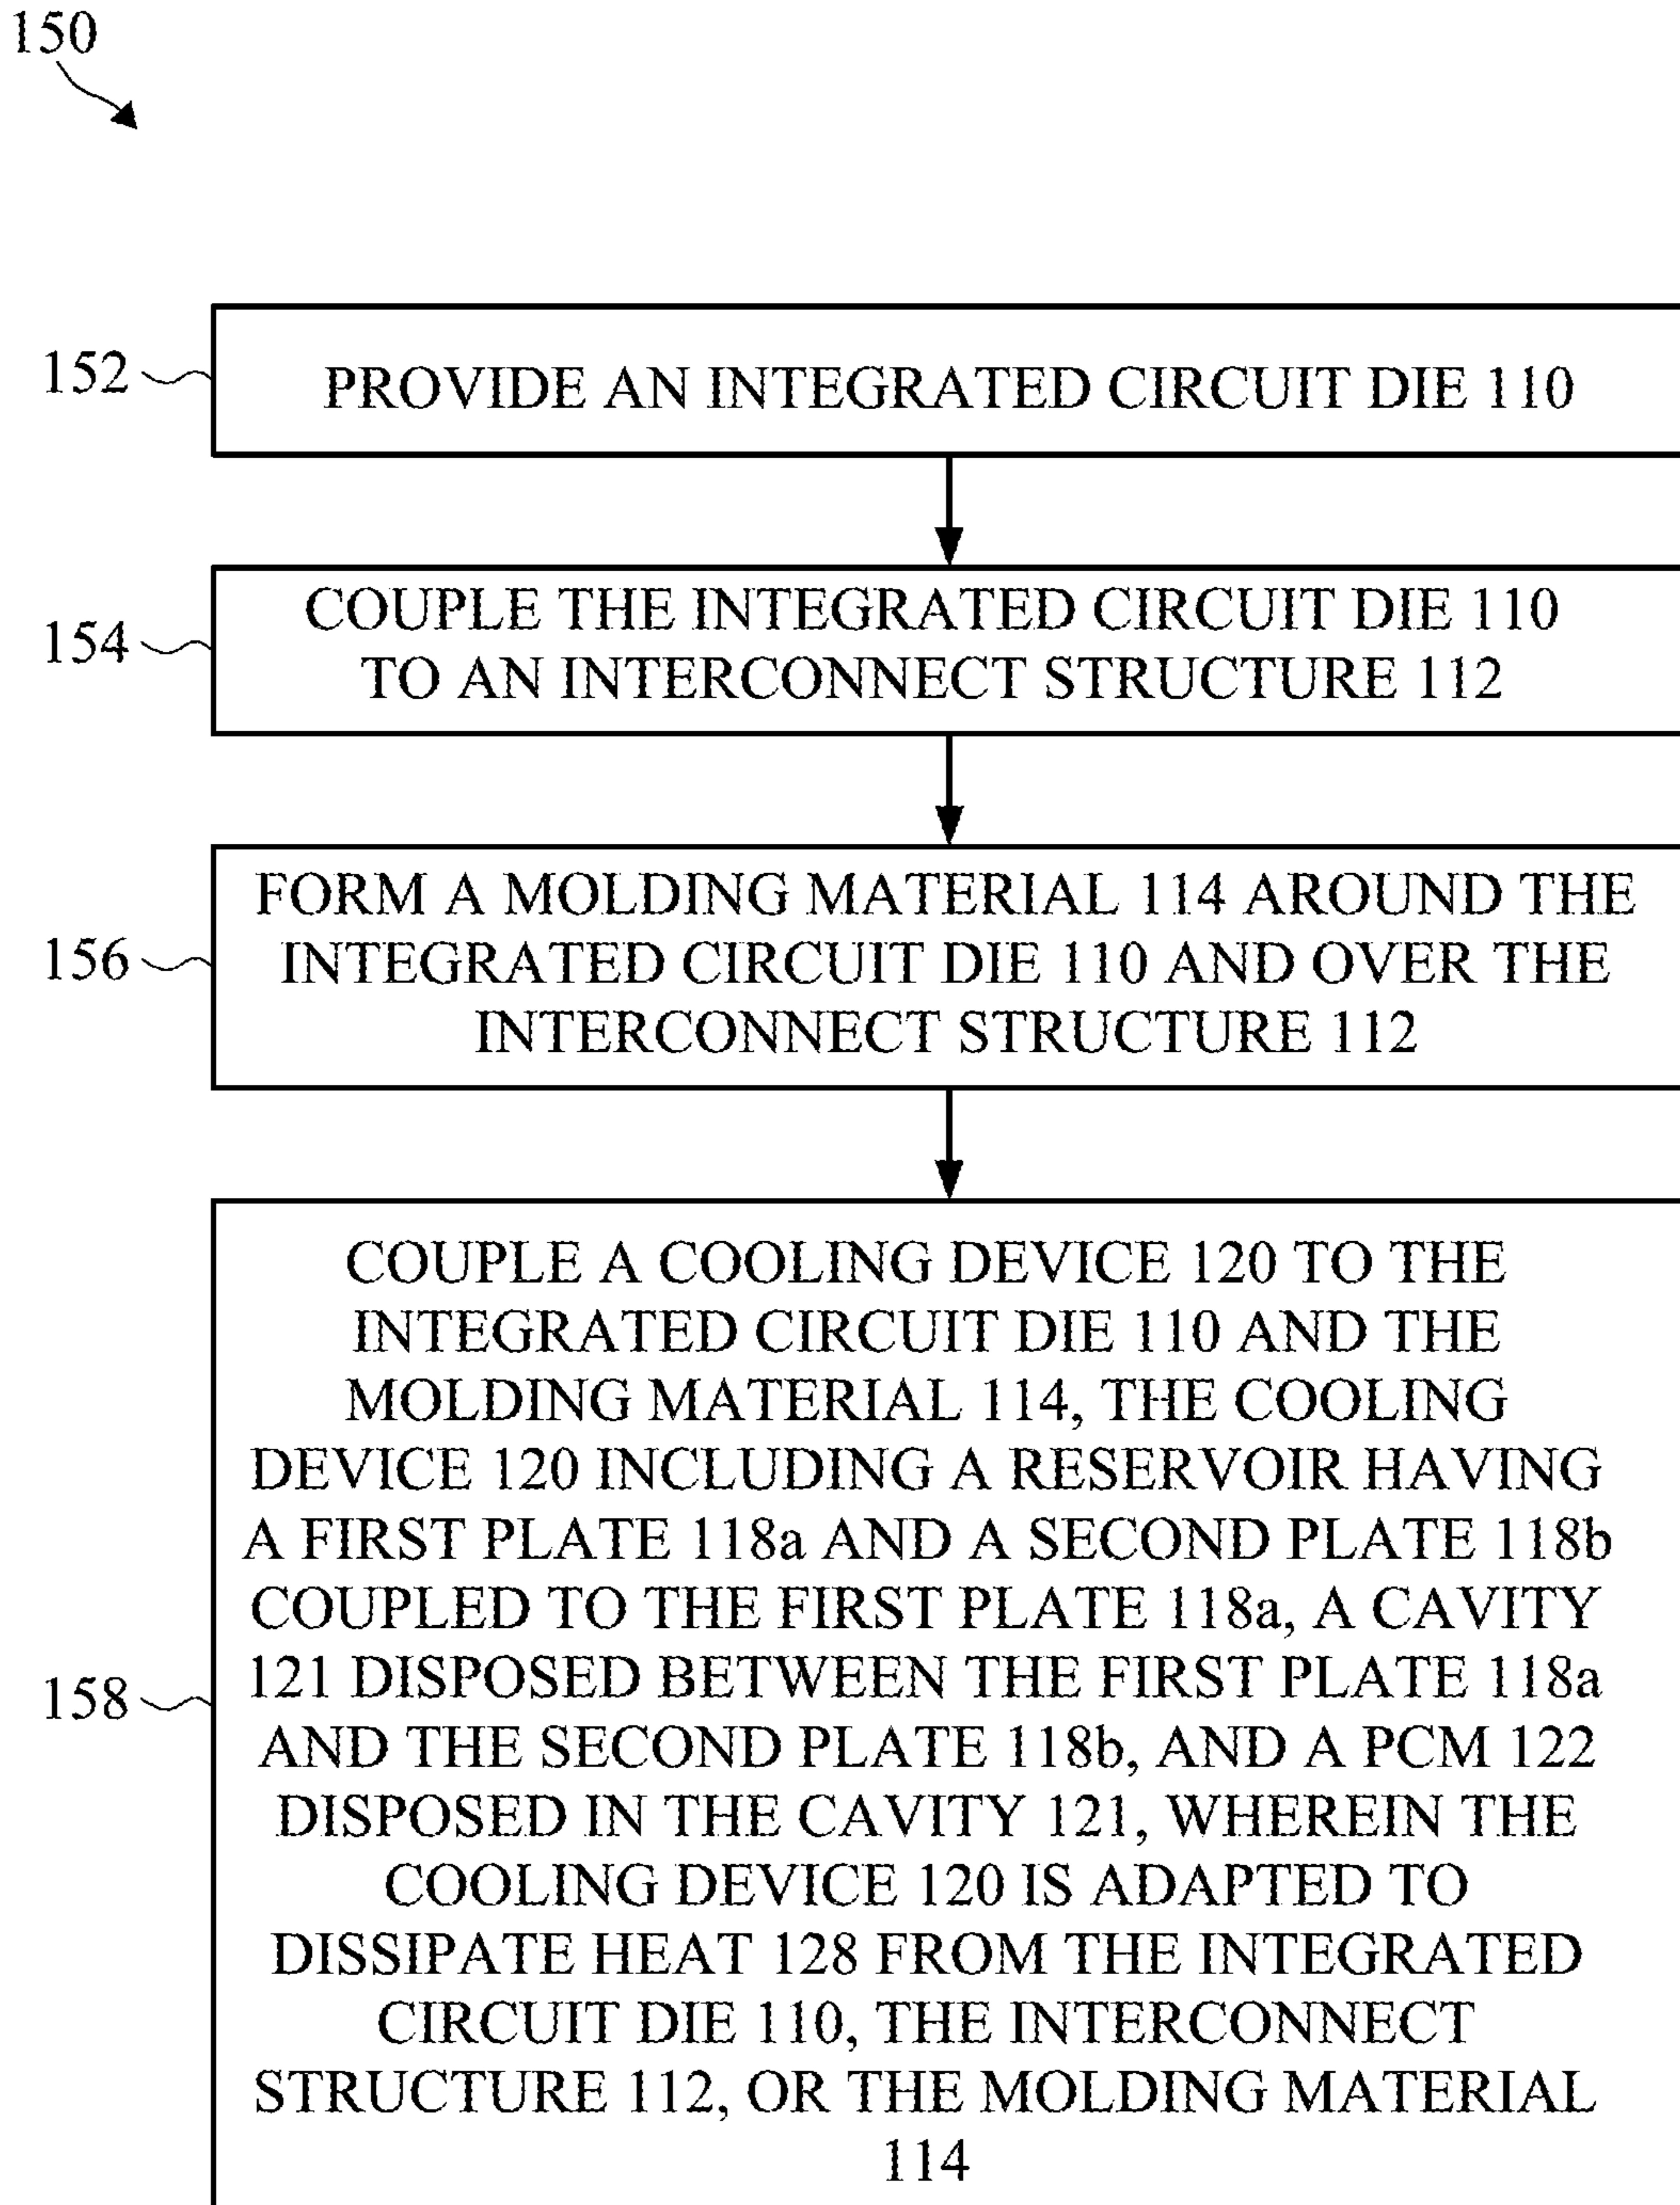 150
152
PROVIDE AN INTEGRATED CIRCUIT DIE 110
154
COUPLE THE INTEGRATED CIRCUIT DIE 110
TO AN INTERCONNECT STRUCTURE 112
156
FORM A MOLDING MATERIAL 114 AROUND THE
INTEGRATED CIRCUIT DIE 110 AND OVER THE
INTERCONNECT STRUCTURE 112
158
COUPLE A COOLING DEVICE 120 TO THE
INTEGRATED CIRCUIT DIE 110 AND THE
MOLDING MATERIAL 114, THE COOLING
DEVICE 120 INCLUDING A RESERVOIR HAVING
A FIRST PLATE 118a AND A SECOND PLATE 118b
COUPLED TO THE FIRST PLATE 118a, A CAVITY
121 DISPOSED BETWEEN THE FIRST PLATE 118a
AND THE SECOND PLATE 118b, AND A PCM 122
DISPOSED IN THE CAVITY 121, WHEREIN THE
COOLING DEVICE 120 IS ADAPTED TO
DISSIPATE HEAT 128 FROM THE INTEGRATED
CIRCUIT DIE 110, THE INTERCONNECT
STRUCTURE 112, OR THE MOLDING MATERIAL
114